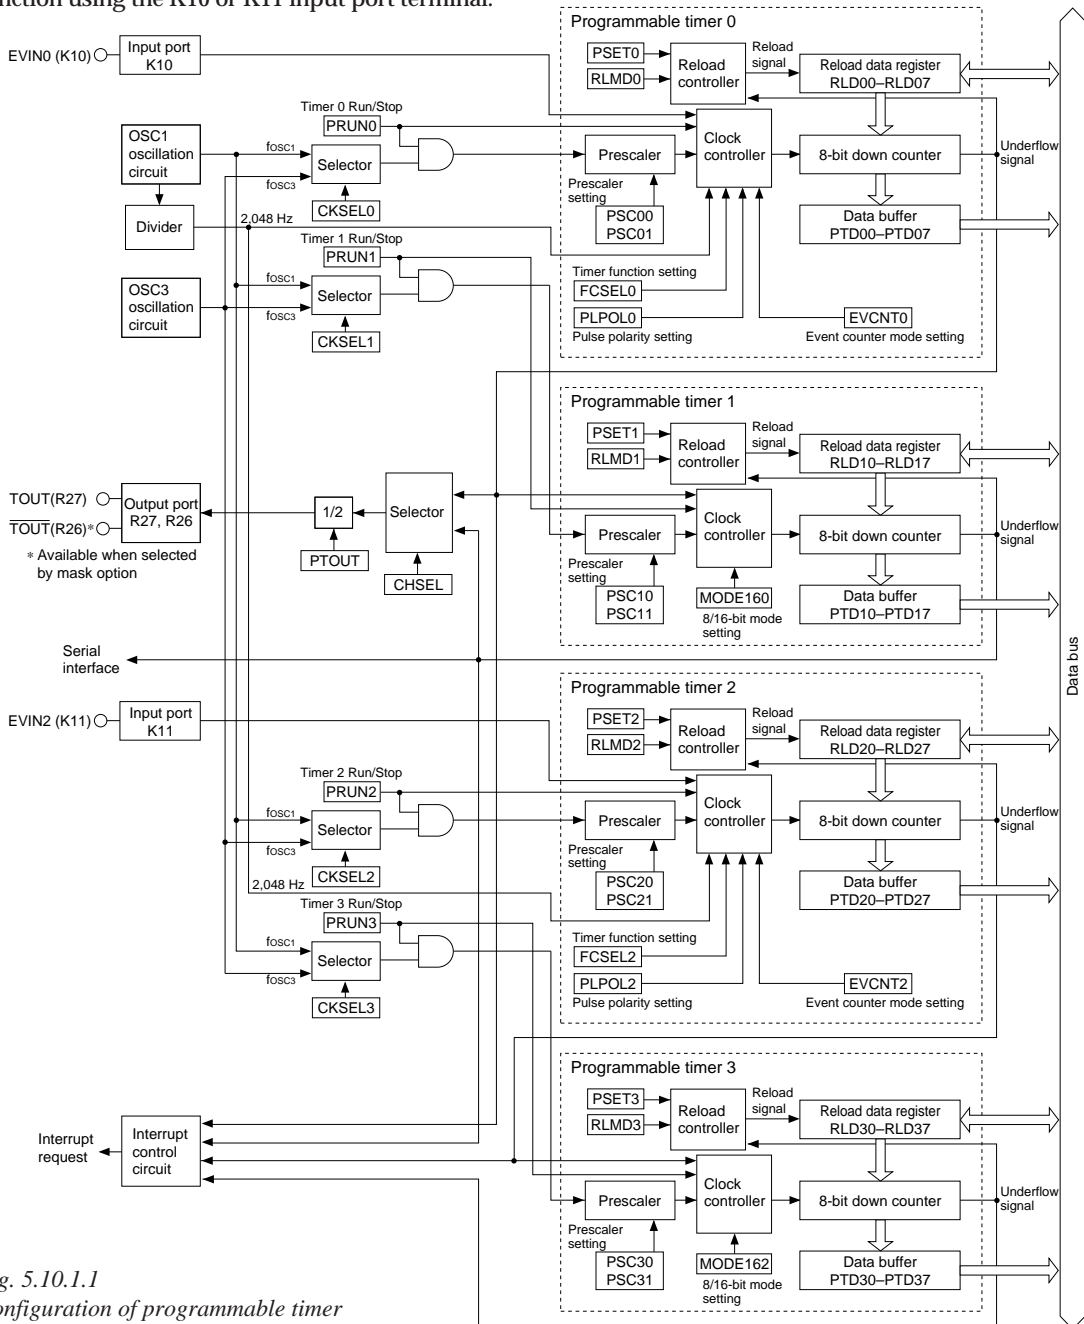 nction using the K10 or K11 input port terminal.
Programmable timer 0
EVIN0 (K10)
Input port
K10
PSET0
RLMD0
Reload
controller
Reload
signal
Reload data register
RLD00–RLD07
Timer 0 Run/Stop
PRUN0
OSC1
oscillation
circuit
fOSC1
fOSC3
Selector
CKSEL0
Prescaler
Prescaler
setting
PSC00
PSC01
Clock
controller
8-bit down counter
Underflow
signal
Data buffer
PTD00–PTD07
Divider
2,048 Hz
Timer 1 Run/Stop
PRUN1
OSC3
oscillation
circuit
fOSC1
fOSC3
Selector
CKSEL1
Timer function setting
FCSEL0
PLPOL0
Pulse polarity setting
EVCNT0
Event counter mode setting
Programmable timer 1
PSET1
RLMD1
Reload
controller
Reload
signal
Reload data register
RLD10–RLD17
TOUT(R27)
TOUT(R26)*
Output port
R27, R26
* Available when selected
by mask option
1/2
PTOUT
Selector
CHSEL
Prescaler
Prescaler
setting
PSC10
PSC11
Clock
controller
MODE160
8/16-bit mode
setting
8-bit down counter
Underflow
signal
Data buffer
PTD10–PTD17
Serial
interface
Data bus
Programmable timer 2
EVIN2 (K11)
Input port
K11
PSET2
RLMD2
Reload
controller
Reload
signal
Reload data register
RLD20–RLD27
Timer 2 Run/Stop
PRUN2
fOSC1
fOSC3
Selector
CKSEL2
Prescaler
Prescaler
setting
PSC20
PSC21
Clock
controller
8-bit down counter
Underflow
signal
Data buffer
PTD20–PTD27
2,048 Hz
Timer 3 Run/Stop
PRUN3
fOSC1
fOSC3
Selector
CKSEL3
Timer function setting
FCSEL2
PLPOL2
Pulse polarity setting
EVCNT2
Event counter mode setting
Programmable timer 3
PSET3
RLMD3
Reload
controller
Reload
signal
Reload data register
RLD30–RLD37
Interrupt
request
Interrupt
control
circuit
Prescaler
Prescaler
setting
PSC30
PSC31
Clock
controller
MODE162
8/16-bit mode
setting
8-bit down counter
Underflow
signal
Data buffer
PTD30–PTD37
g. 5.10.1.1
onfiguration of programmable timer